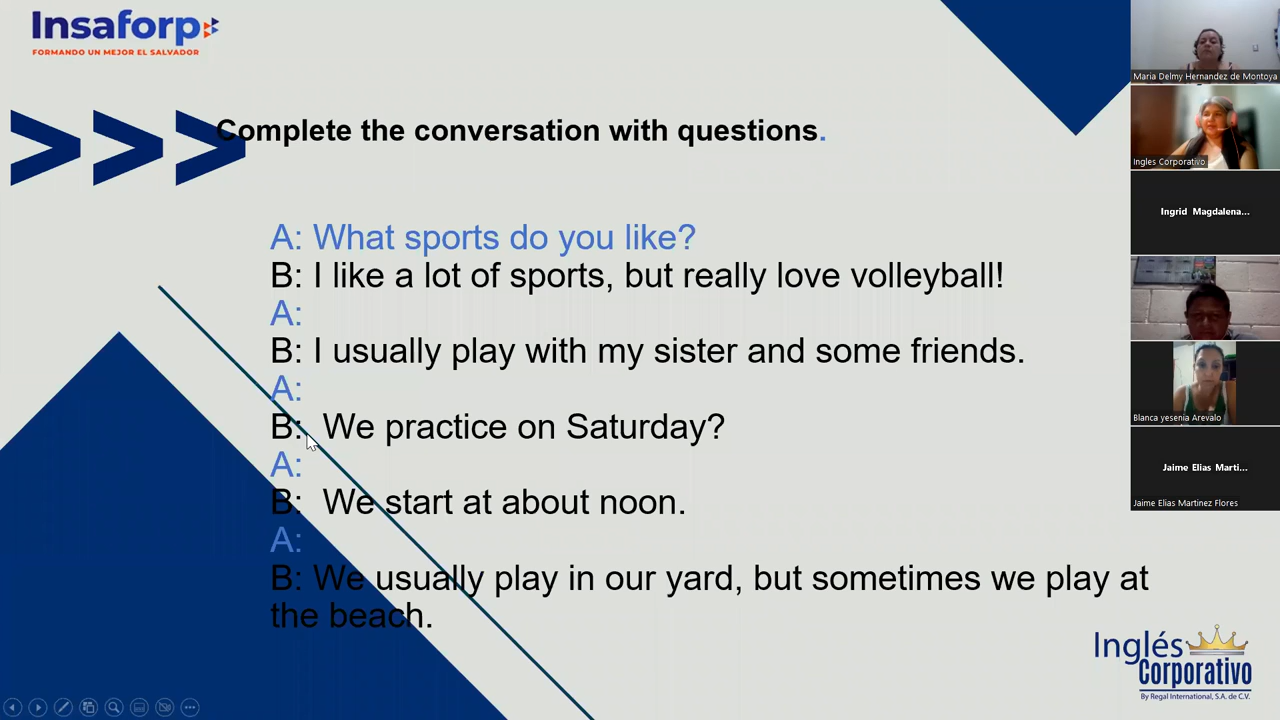 Insaforp
FORMANDO UN MEJOR EL SALVADOR
>>>
Complete the conversation with questions.
A: What sports do you like?
B: I like a lot of sports, but really love volleyball!
A:
B: I usually play with my sister and some friends.
A:
B: We practice on Saturday?
A:
B: We start at about noon.
A:
B: We usually play in our yard, but sometimes we play at
the beach.
Maria Delmy Hernandez de Montoya
Ingles Corporativo
Ingrid Magdalena...
Blanca yesenia Arevalo
Jaime Elias Marti...
Jaime Elias Martinez Flores
Inglés
Corporativo
By Regal International, S.A. de C.V.